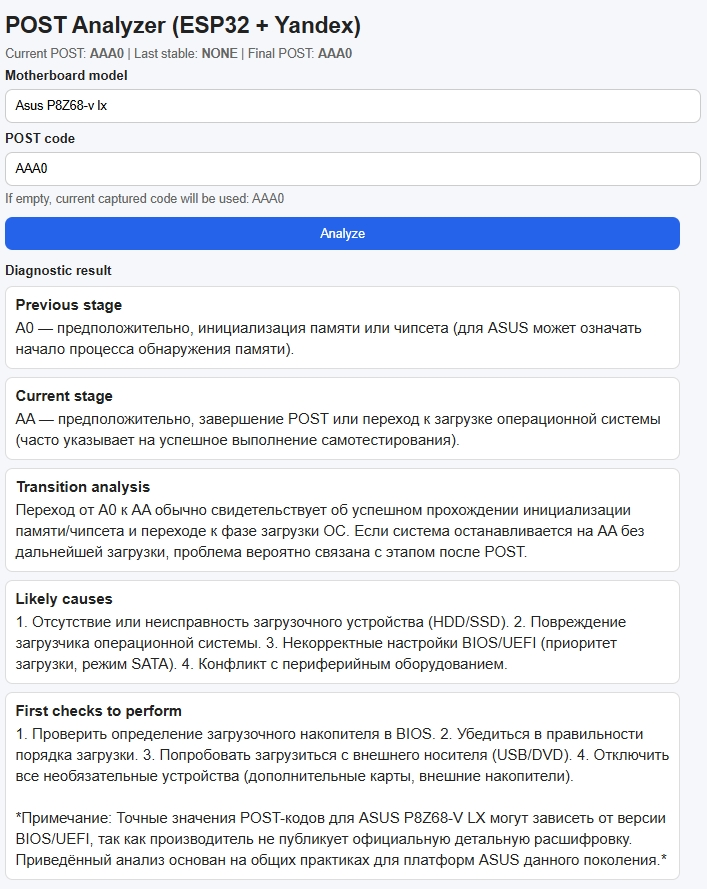 POST Analyzer (ESP32 + Yandex)
Current POST: AAA0 | Last stable: NONE | Final POST: AAA0
Motherboard model
Asus P8Z68-v lx
POST code
AAA0
If empty, current captured code will be used: AAA0
Analyze
Diagnostic result
Previous stage
A0 — предположительно, инициализация памяти или чипсета (для ASUS может означать
начало процесса обнаружения памяти).
Current stage
AA — предположительно, завершение POST или переход к загрузке операционной системы
(часто указывает на успешное выполнение самотестирования).
Transition analysis
Переход от A0 к AA обычно свидетельствует об успешном прохождении инициализации
памяти/чипсета и переходе к фазе загрузки ОС. Если система останавливается на AA без
дальнейшей загрузки, проблема вероятно связана с этапом после POST.
Likely causes
1. Отсутствие или неисправность загрузочного устройства (HDD/SSD). 2. Повреждение
загрузчика операционной системы. 3. Некорректные настройки BIOS/UEFI (приоритет
загрузки, режим SATA). 4. Конфликт с периферийным оборудованием.
First checks to perform
1. Проверить определение загрузочного накопителя в BIOS. 2. Убедиться в правильности
порядка загрузки. 3. Попробовать загрузиться с внешнего носителя (USB/DVD). 4. Отключить
все необязательные устройства (дополнительные карты, внешние накопители).
*Примечание: Точные значения POST-кодов для ASUS P8Z68-V LX могут зависеть от версии
BIOS/UEFI, так как производитель не публикует официальную детальную расшифровку.
Приведённый анализ основан на общих практиках для платформ ASUS данного поколения.*